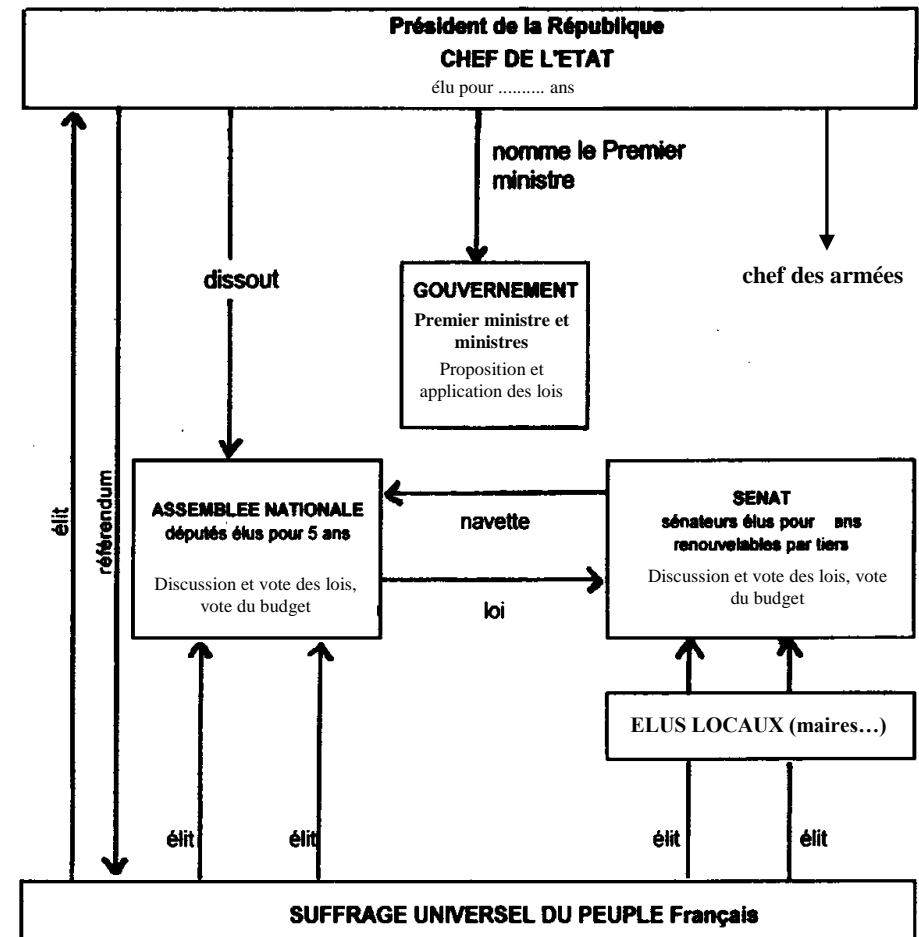 Président de la République
CHEF DE L'ETAT
élu pour .......... ans
nomme le Premier
ministre
dissout
chef des armées
GOUVERNEMENT
Premier ministre et
ministres
Proposition et
application des lois
élit
référendum
ASSEMBLEE NATIONALE
députés élus pour 5 ans
Discussion et vote des lois,
vote du budget
navette
loi
SENAT
sénateurs élus pour ans
renouvelables par tiers
Discussion et vote des lois, vote
du budget
ELUS LOCAUX (maires…)
élit
élit
élit
élit
SUFFRAGE UNIVERSEL DU PEUPLE Français